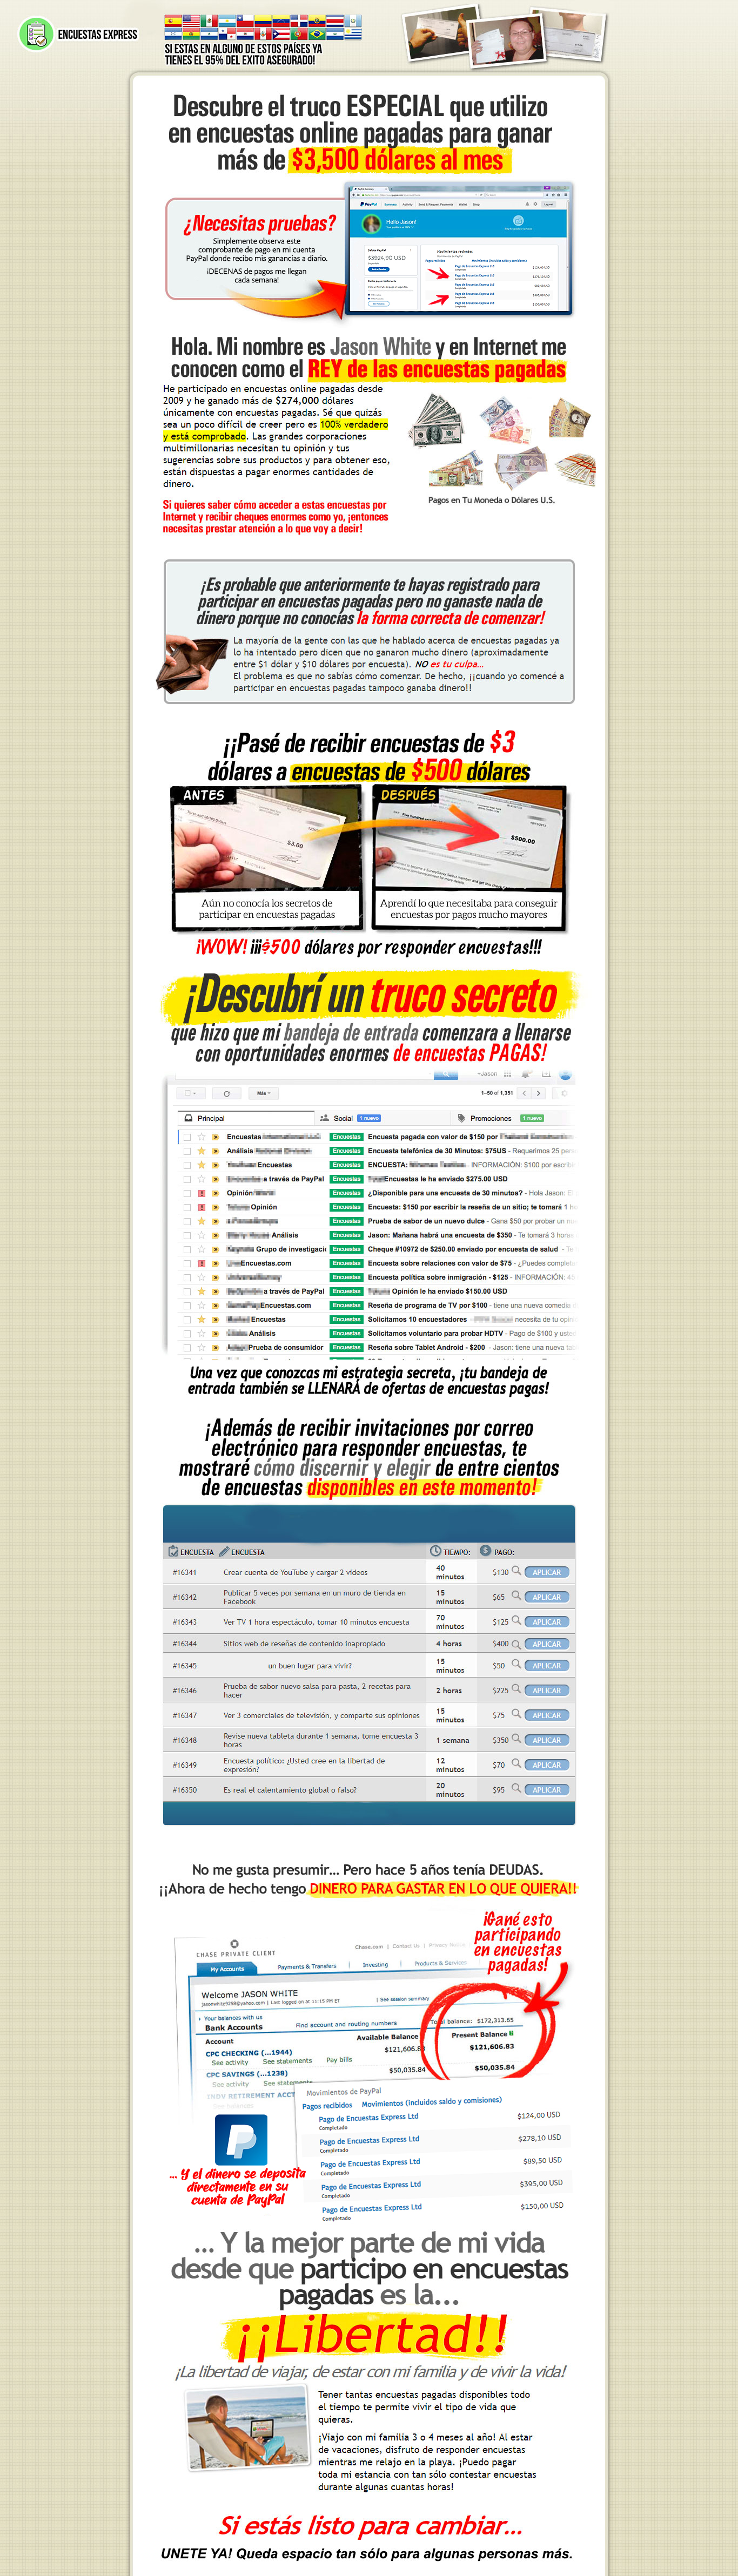 ENCUESTAS EXPRESS
SI ESTAS EN ALGUNO DE ESTOS PAÍSES YA
TIENES EL 95% DEL EXITO ASEGURADO!
Descubre el truco ESPECIAL que utilizo
en encuestas online pagadas para ganar
más de $3,500 dólares al mes
¿Necesitas pruebas?
Simplemente observa este
comprobante de pago en mi cuenta
PayPal donde recibo mis ganancias a diario.
¡DECENAS de pagos me llegan
cada semana!
PayPal
Hello Jason!
$3924,90 USD
Hola. Mi nombre es Jason White y en Internet me
conocen como el REY de las encuestas pagadas
He participado en encuestas online pagadas desde
2009 y he ganado más de $274,000 dólares
únicamente con encuestas pagadas. Sé que quizás
sea un poco difícil de creer pero es 100% verdadero
y está comprobado. Las grandes corporaciones
multimillonarias necesitan tu opinión y tus
sugerencias sobre sus productos y para obtener eso,
están dispuestas a pagar enormes cantidades de
dinero.
Pagos en Tu Moneda o Dólares U.S.
Si quieres saber cómo acceder a estas encuestas por
Internet y recibir cheques enormes como yo, ¡entonces
necesitas prestar atención a lo que voy a decir!
¡Es probable que anteriormente te hayas registrado para
participar en encuestas pagadas pero no ganaste nada de
dinero porque no conocías la forma correcta de comenzar!
La mayoría de la gente con las que he hablado acerca de encuestas pagadas ya
lo ha intentado pero dicen que no ganaron mucho dinero (aproximadamente
entre $1 dólar y $10 dólares por encuesta). NO es tu culpa...
El problema es que no sabías cómo comenzar. De hecho, ¡¡cuando yo comencé a
participar en encuestas pagadas tampoco ganaba dinero!!
¡¡Pasé de recibir encuestas de $3
dólares a encuestas de $500 dólares
ANTES
DESPUÉS
$3.00
$500.00
Aún no conocía los secretos de
participar en encuestas pagadas
Aprendí lo que necesitaba para conseguir
encuestas por pagos mucho mayores
¡WOW! ¡¡¡$500 dólares por responder encuestas!!!
¡Descubrí un truco secreto
que hizo que mi bandeja de entrada comenzara a llenarse
con oportunidades enormes de encuestas PAGAS!
+Jason
Más
1–50 of 1,351
Principal
Social 1 nuevo
Promociones 1 nuevo
Encuestas Encuestas Encuesta pagada con valor de $150 por
Análisis Encuestas Encuesta telefónica de 30 Minutos: $75US - Requerimos 25
Encuestas Encuestas ENCUESTA: INFORMACIÓN: $100 por
a través de PayPal Encuestas Encuestas le ha enviado $275.00 USD
Opinión Encuestas ¿Disponible para una encuesta de 30 minutos? - Hola Jason:
Opinión Encuestas Encuesta: $150 por escribir la reseña de un sitio; te tomará 1
Encuestas Prueba de sabor de un nuevo dulce - Gana $50 por probar un
Análisis Encuestas Jason: Mañana habrá una encuesta de $350 - Te tomará 3
Grupo de investigack Encuestas Cheque #10972 de $250.00 enviado por encuesta de salud
Encuestas.com Encuestas Encuesta sobre relaciones con valor de $75 - ¿Puedes
Encuestas Encuesta política sobre inmigración - $125 - INFORMACIÓN:
a través de PayPal Encuestas Opinión le ha enviado $150.00 USD
Encuestas.com Encuestas Reseña de programa de TV por $100 - tiene una nueva comedia
Encuestas Encuestas Solicitamos 10 encuestadores - necesita de tu
Análisis Encuestas Solicitamos voluntario para probar HDTV - Pago de $100 y
Prueba de consumidor Encuestas Reseña sobre Tablet Android - $200 - Jason: tiene una nueva
Una vez que conozcas mi estrategia secreta, ¡tu bandeja de
entrada también se LLENARÁ de ofertas de encuestas pagas!
¡Además de recibir invitaciones por correo
electrónico para responder encuestas, te
mostraré cómo discernir y elegir de entre cientos
de encuestas disponibles en este momento!
ENCUESTA ENCUESTA TIEMPO: PAGO:
#16341 Crear cuenta de YouTube y cargar 2 videos 40 minutos $130 APLICAR
#16342 Publicar 5 veces por semana en un muro de tienda en Facebook 15 minutos $65 APLICAR
#16343 Ver TV 1 hora espectáculo, tomar 10 minutos encuesta 70 minutos $125 APLICAR
#16344 Sitios web de reseñas de contenido inapropiado 4 horas $400 APLICAR
#16345 un buen lugar para vivir? 15 minutos $50 APLICAR
#16346 Prueba de sabor nuevo salsa para pasta, 2 recetas para hacer 2 horas $225 APLICAR
#16347 Ver 3 comerciales de televisión, y comparte sus opiniones 15 minutos $75 APLICAR
#16348 Revise nueva tableta durante 1 semana, tome encuesta 3 horas 1 semana $350 APLICAR
#16349 Encuesta político: ¿Usted cree en la libertad de expresión? 12 minutos $70 APLICAR
#16350 Es real el calentamiento global o falso? 20 minutos $95 APLICAR
No me gusta presumir... Pero hace 5 años tenía DEUDAS.
¡¡Ahora de hecho tengo DINERO PARA GASTAR EN LO QUE QUIERA!!
¡Gané esto
participando
en encuestas
pagadas!
CHASE PRIVATE CLIENT
Chase.com | Contact Us |
My Accounts Payments & Transfers Investing Products & Services
Welcome JASON WHITE
| Last logged on at 11:15 PM ET | See session summary
Your balances with us Total balance: $172,313.65
Bank Accounts Find account and routing numbers
Account Available Balance Present Balance
CPC CHECKING (...1944) $121,606.83 $121,606.83
See activity See statements Pay bills
CPC SAVINGS (...1238) $50,035.84 $50,035.84
See activity See statements
INDV RETIREMENT ACCT
Movimientos de PayPal
Pagos recibidos Movimientos (incluidos saldo y comisiones)
Pago de Encuestas Express Ltd $124,00 USD
Completado
Pago de Encuestas Express Ltd $278,10 USD
Completado
Pago de Encuestas Express Ltd $89,50 USD
Completado
Pago de Encuestas Express Ltd $395,00 USD
Completado
Pago de Encuestas Express Ltd $150,00 USD
Completado
... Y el dinero se deposita
directamente en su
cuenta de PayPal
... Y la mejor parte de mi vida
desde que participo en encuestas
pagadas es la...
¡¡Libertad!!
¡La libertad de viajar, de estar con mi familia y de vivir la vida!
Tener tantas encuestas pagadas disponibles todo
el tiempo te permite vivir el tipo de vida que
quieras.
¡Viajo con mi familia 3 o 4 meses al año! Al estar
de vacaciones, disfruto de responder encuestas
mientras me relajo en la playa. ¡Puedo pagar
toda mi estancia con tan sólo contestar encuestas
durante algunas cuantas horas!
Si estás listo para cambiar...
UNETE YA! Queda espacio tan sólo para algunas personas más.